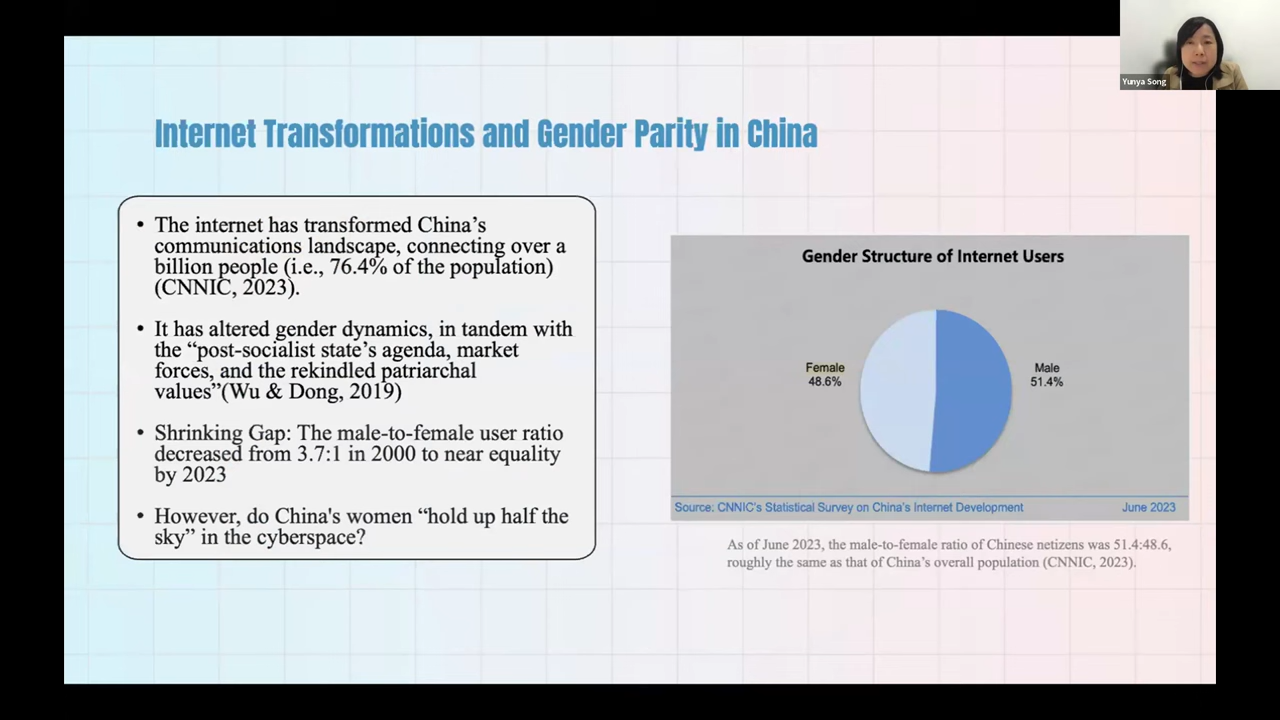 Yunya Song
Internet Transformations and Gender Parity in China
• The internet has transformed China’s
communications landscape, connecting over a
billion people (i.e., 76.4% of the population)
(CNNIC, 2023).
• It has altered gender dynamics, in tandem with
the “post-socialist state’s agenda, market
forces, and the rekindled patriarchal
values”(Wu & Dong, 2019)
• Shrinking Gap: The male-to-female user ratio
decreased from 3.7:1 in 2000 to near equality
by 2023
• However, do China's women “hold up half the
sky” in the cyberspace?
Gender Structure of Internet Users
Female
48.6%
Male
51.4%
Source: CNNIC's Statistical Survey on China's Internet Development
June 2023
As of June 2023, the male-to-female ratio of Chinese netizens was 51.4:48.6,
roughly the same as that of China’s overall population (CNNIC, 2023).